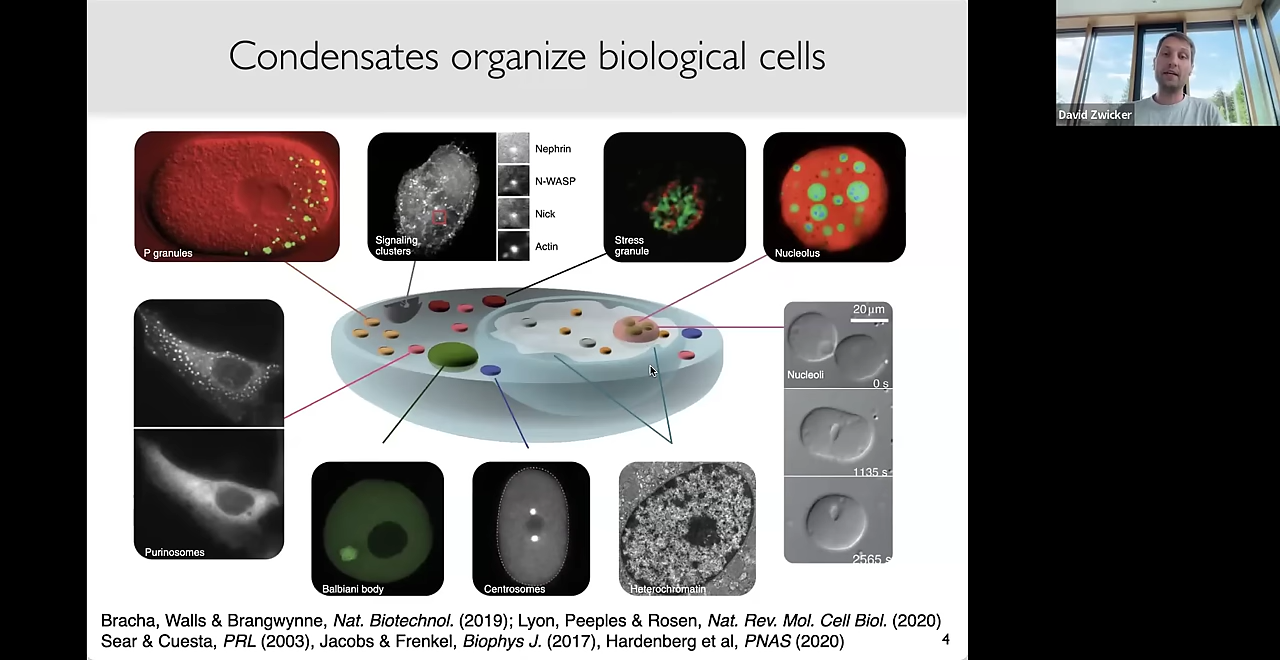 Condensates organize biological cells
David Zwicker
P granules
Signaling
clusters
Nephrin
N-WASP
Nick
Actin
Stress
granule
Nucleolus
Purinosomes
20 μm
Nucleoli
0 s
1135 s
2565 s
Balbiani body
Centrosomes
Heterochromatin
Bracha, Walls & Brangwynne, Nat. Biotechnol. (2019); Lyon, Peeples & Rosen, Nat. Rev. Mol. Cell Biol. (2020)
Sear & Cuesta, PRL (2003), Jacobs & Frenkel, Biophys J. (2017), Hardenberg et al, PNAS (2020)
4